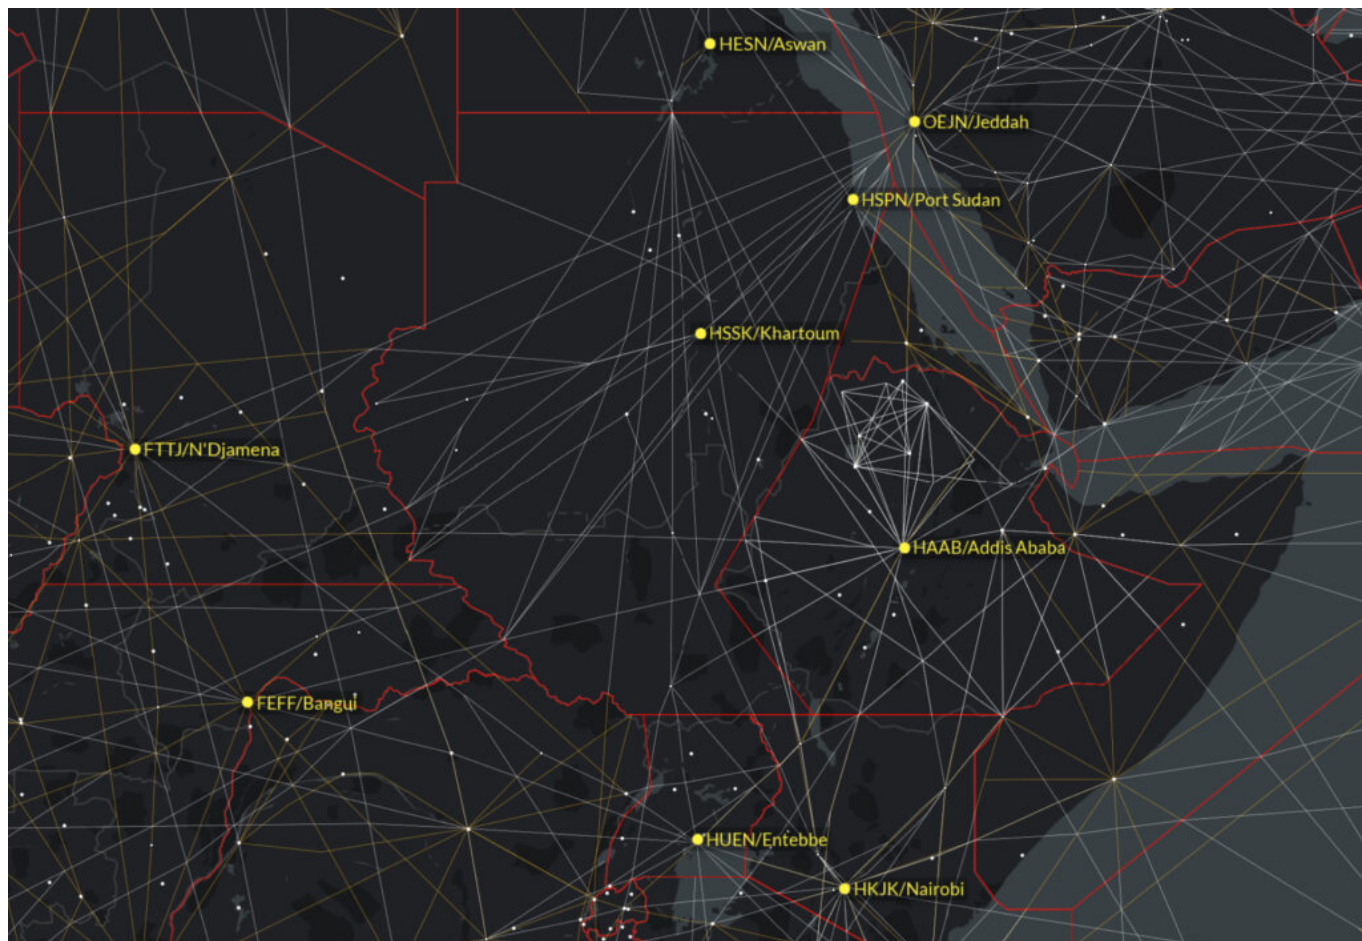 HESN/Aswan
OEJN/Jeddah
HSPN/Port Sudan
HSSK/Khartoum
FTTJ/N'Djamena
HAAB/Addis Ababa
FEFF/Bangui
HUEN/Entebbe
HKJK/Nairobi